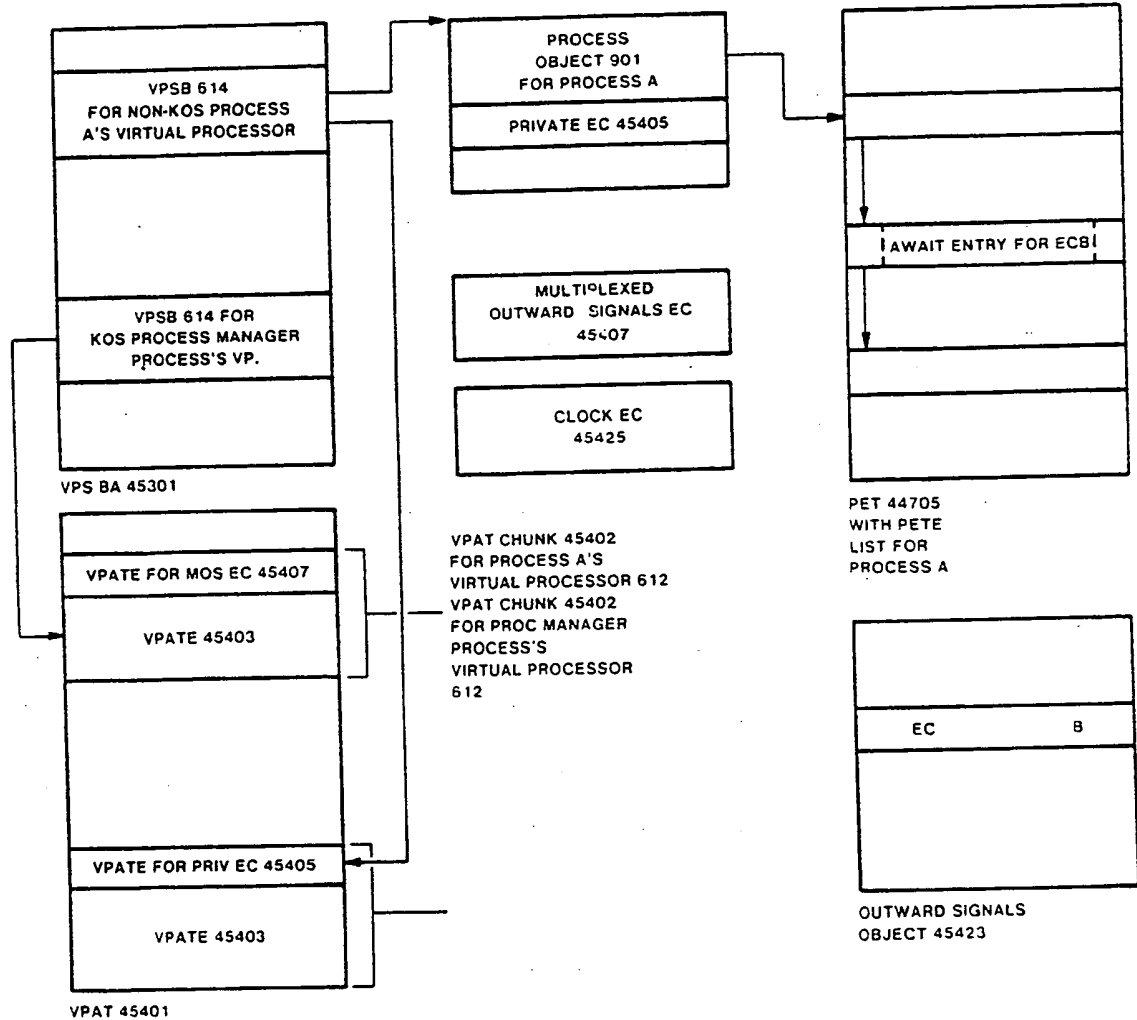 VPSB 614
FOR NON-KOS PROCESS
A'S VIRTUAL PROCESSOR
VPSB 614 FOR
KOS PROCESS MANAGER
PROCESS'S VP.
VPS BA 45301
PROCESS
OBJECT 901
FOR PROCESS A
PRIVATE EC 45405
MULTIPLEXED
OUTWARD SIGNALS EC
45407
CLOCK EC
45425
AWAIT ENTRY FOR ECB
PET 44705
WITH PETE
LIST FOR
PROCESS A
VPATE FOR MOS EC 45407
VPATE 45403
VPATE FOR PRIV EC 45405
VPATE 45403
VPAT 45401
VPAT CHUNK 45402
FOR PROCESS A'S
VIRTUAL PROCESSOR 612
VPAT CHUNK 45402
FOR PROC MANAGER
PROCESS'S
VIRTUAL PROCESSOR
612
EC B
OUTWARD SIGNALS
OBJECT 45423